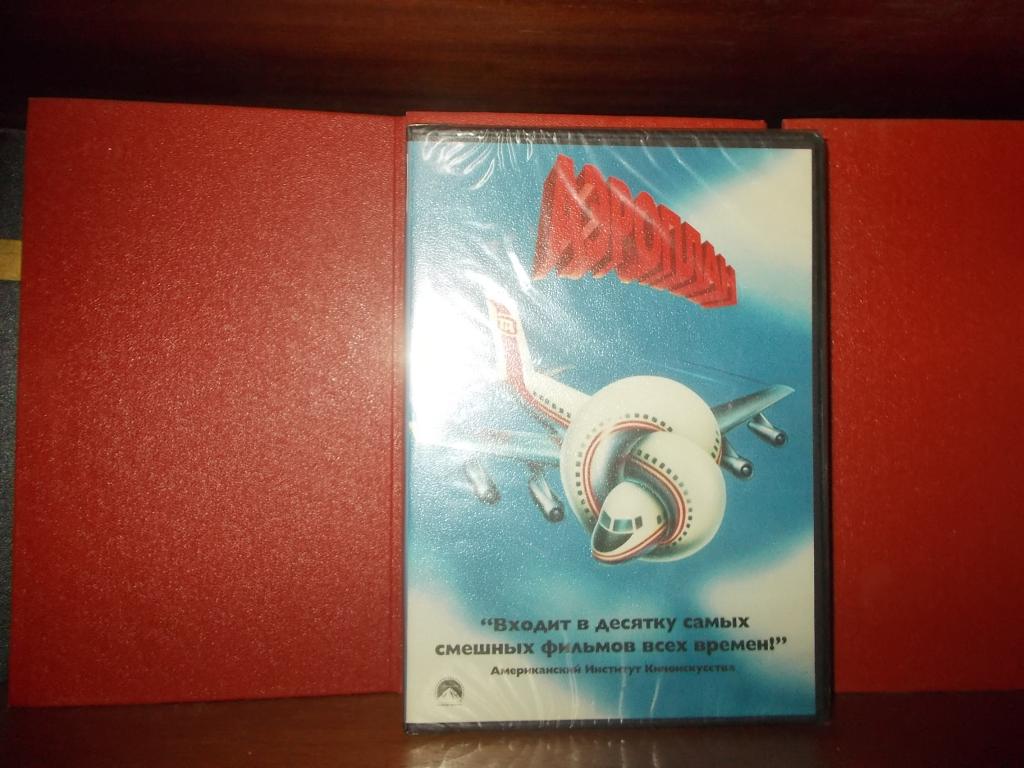 АЭРОПЛАН
“Входит в десятку самых
смешных фильмов всех времен!”
Американский Институт Киноискусства